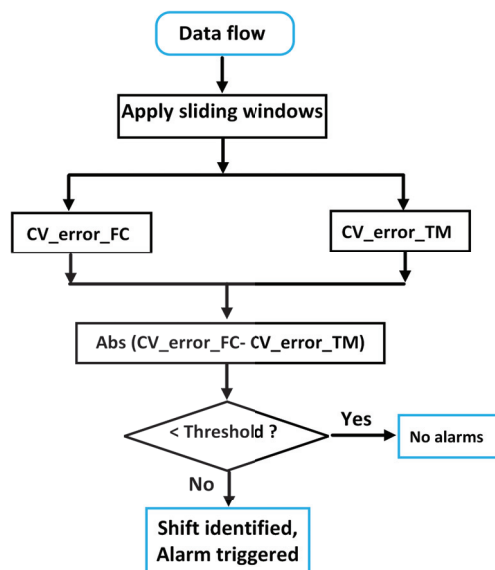 Data flow
Apply sliding windows
CV_error_FC
CV_error_TM
Abs (CV_error_FC- CV_error_TM)
< Threshold ?
Yes
No alarms
No
Shift identified,
Alarm triggered